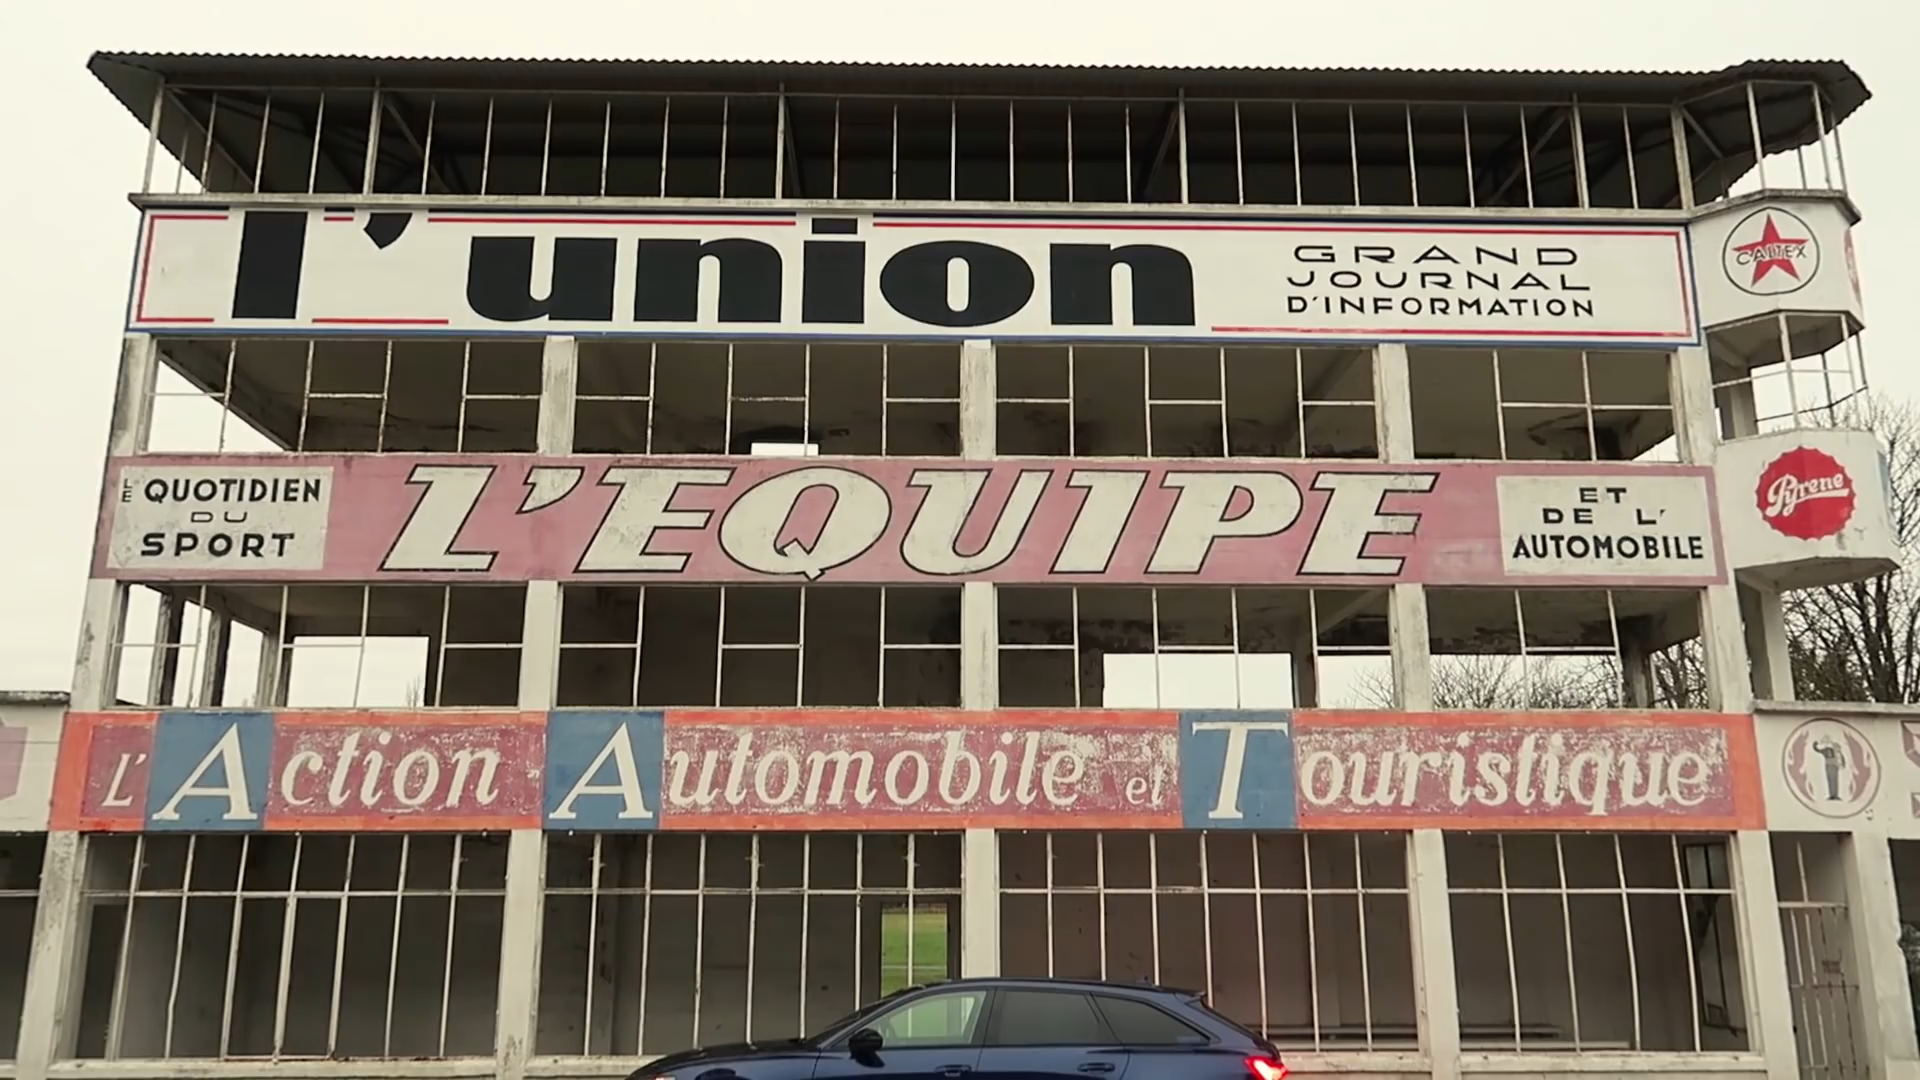 l'union
GRAND
JOURNAL
D'INFORMATION
CALTEX
LE QUOTIDIEN
DU
SPORT
L'EQUIPE
ET
DE L'
AUTOMOBILE
Pyrene
L'Action Automobile et Touristique